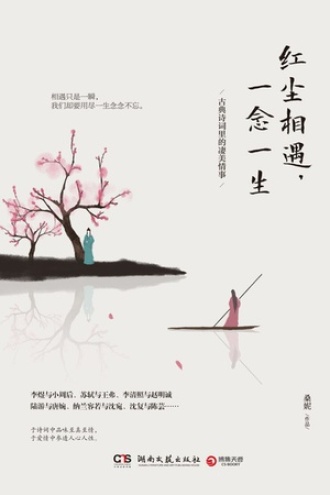 红尘相遇，
一念一生
／古典诗词里的凄美情事／
相遇只是一瞬，
我们却要用尽一生念念不忘。
李煜与小周后、苏轼与王弗、李清照与赵明诚
陆游与唐婉、纳兰容若与沈宛、沈复与陈芸……
于诗词中品味至真至情，
于爱情中参透人心人性。
桑妮 作品
湖南文艺出版社
博集天卷
CS-BOOKY